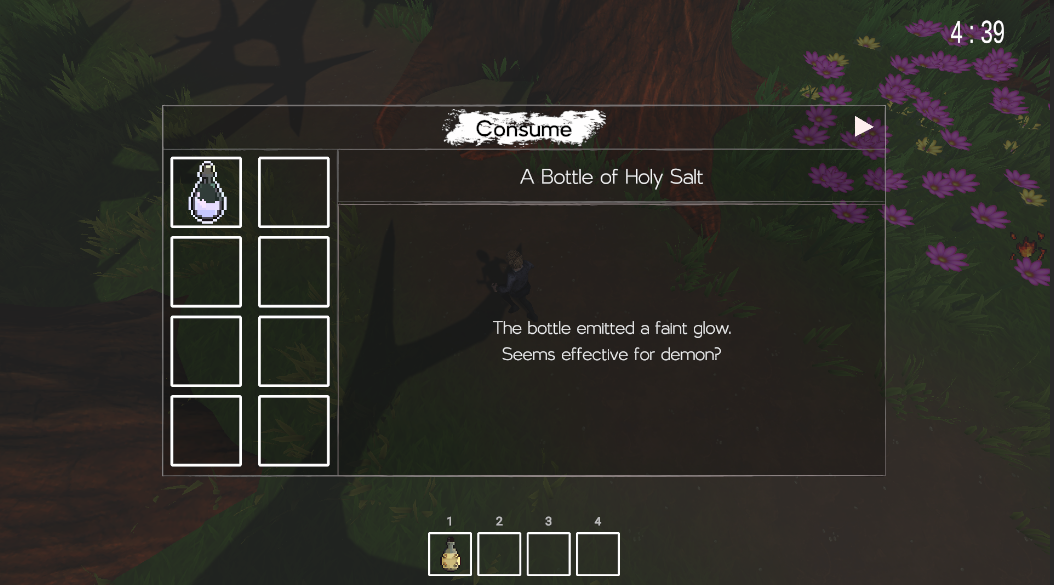 4 : 39
Consume
A Bottle of Holy Salt
The bottle emitted a faint glow.
Seems effective for demon?
1 2 3 4